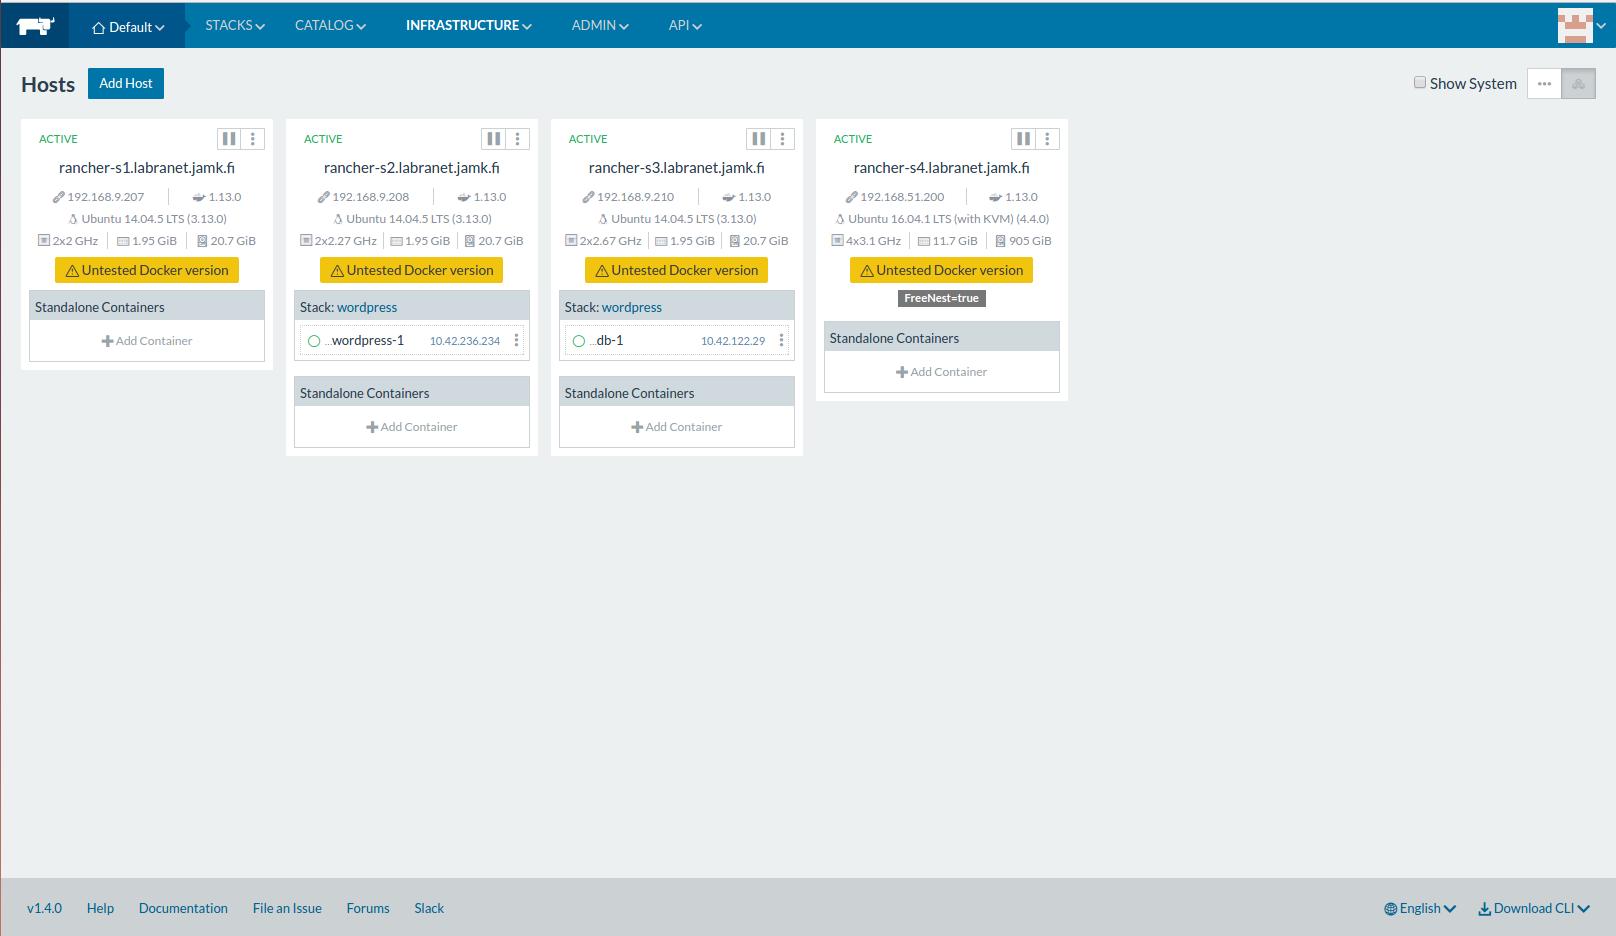 Default STACKS CATALOG INFRASTRUCTURE ADMIN API
Hosts Add Host Show System
ACTIVE
rancher-s1.labranet.jamk.fi
192.168.9.207 1.13.0
Ubuntu 14.04.5 LTS (3.13.0)
2x2 GHz 1.95 GiB 20.7 GiB
Untested Docker version
Standalone Containers
Add Container
ACTIVE
rancher-s2.labranet.jamk.fi
192.168.9.208 1.13.0
Ubuntu 14.04.5 LTS (3.13.0)
2x2.27 GHz 1.95 GiB 20.7 GiB
Untested Docker version
Stack: wordpress
...wordpress-1 10.42.236.234
Standalone Containers
Add Container
ACTIVE
rancher-s3.labranet.jamk.fi
192.168.9.210 1.13.0
Ubuntu 14.04.5 LTS (3.13.0)
2x2.67 GHz 1.95 GiB 20.7 GiB
Untested Docker version
Stack: wordpress
...db-1 10.42.122.29
Standalone Containers
Add Container
ACTIVE
rancher-s4.labranet.jamk.fi
192.168.51.200 1.13.0
Ubuntu 16.04.1 LTS (with KVM) (4.4.0)
4x3.1 GHz 11.7 GiB 905 GiB
Untested Docker version
FreeNest=true
Standalone Containers
Add Container
v1.4.0 Help Documentation File an Issue Forums Slack English Download CLI